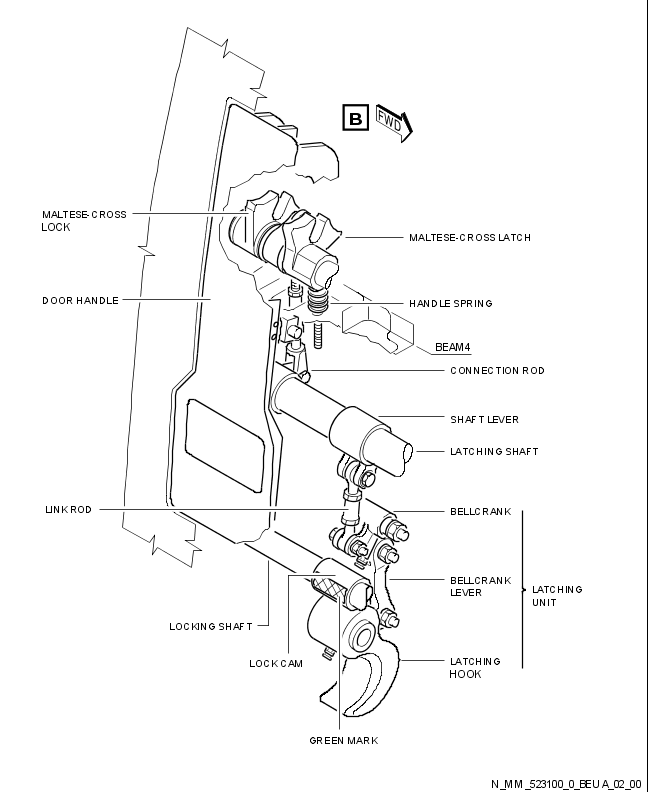 B
FWD
MALTESE-CROSS
LOCK
MALTESE-CROSS LATCH
DOOR HANDLE
HANDLE SPRING
BEAM4
CONNECTION ROD
SHAFT LEVER
LATCHING SHAFT
LINK ROD
BELLCRANK
BELLCRANK
LEVER
LATCHING
UNIT
LOCKING SHAFT
LOCK CAM
LATCHING
HOOK
GREEN MARK
N_MM_523100_0_BEUA_02_00